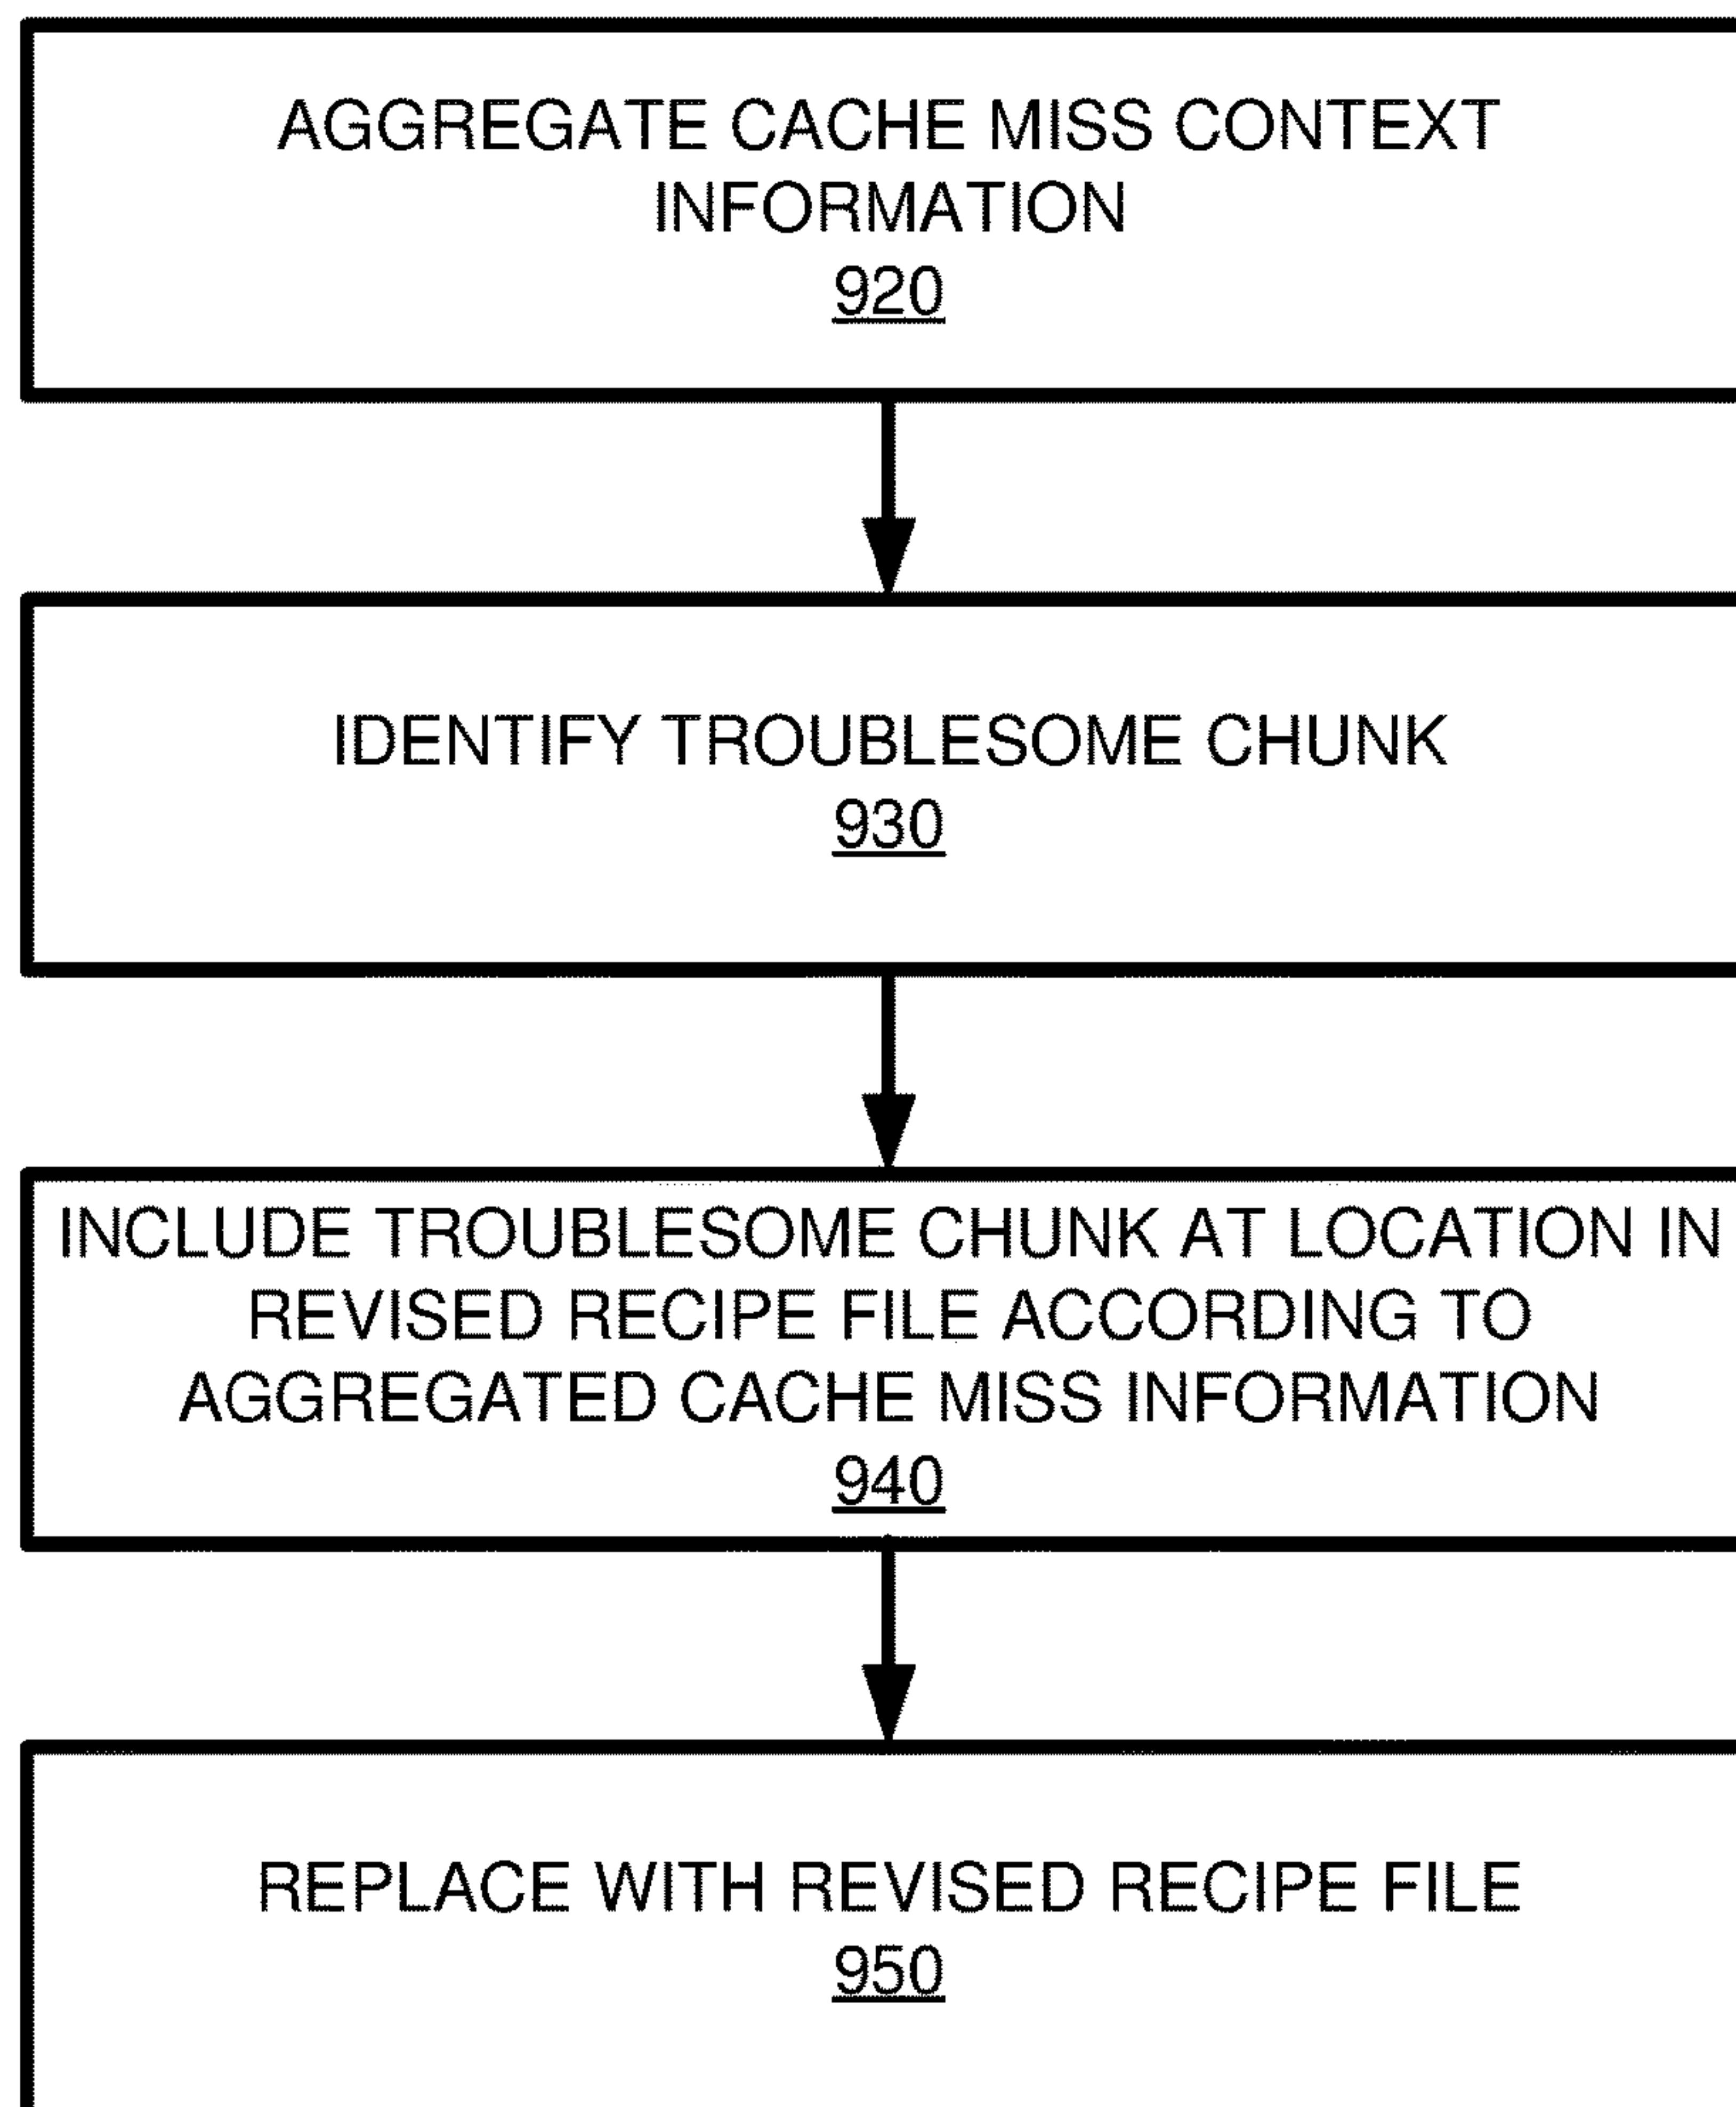 AGGREGATE CACHE MISS CONTEXT
INFORMATION
920
IDENTIFY TROUBLESOME CHUNK
930
INCLUDE TROUBLESOME CHUNK AT LOCATION IN
REVISED RECIPE FILE ACCORDING TO
AGGREGATED CACHE MISS INFORMATION
940
REPLACE WITH REVISED RECIPE FILE
950